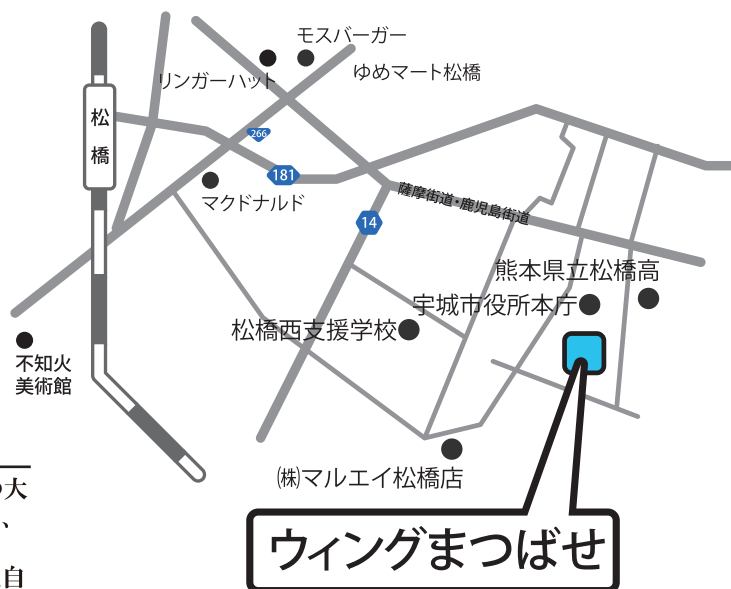 モスバーガー
リンガーハット
ゆめマート松橋
松橋
266
181
マクドナルド
薩摩街道・鹿児島街道
14
熊本県立松橋高
宇城市役所本庁
松橋西支援学校
不知火
美術館
㈱マルエイ松橋店
ウィングまつばせ
大
、
自